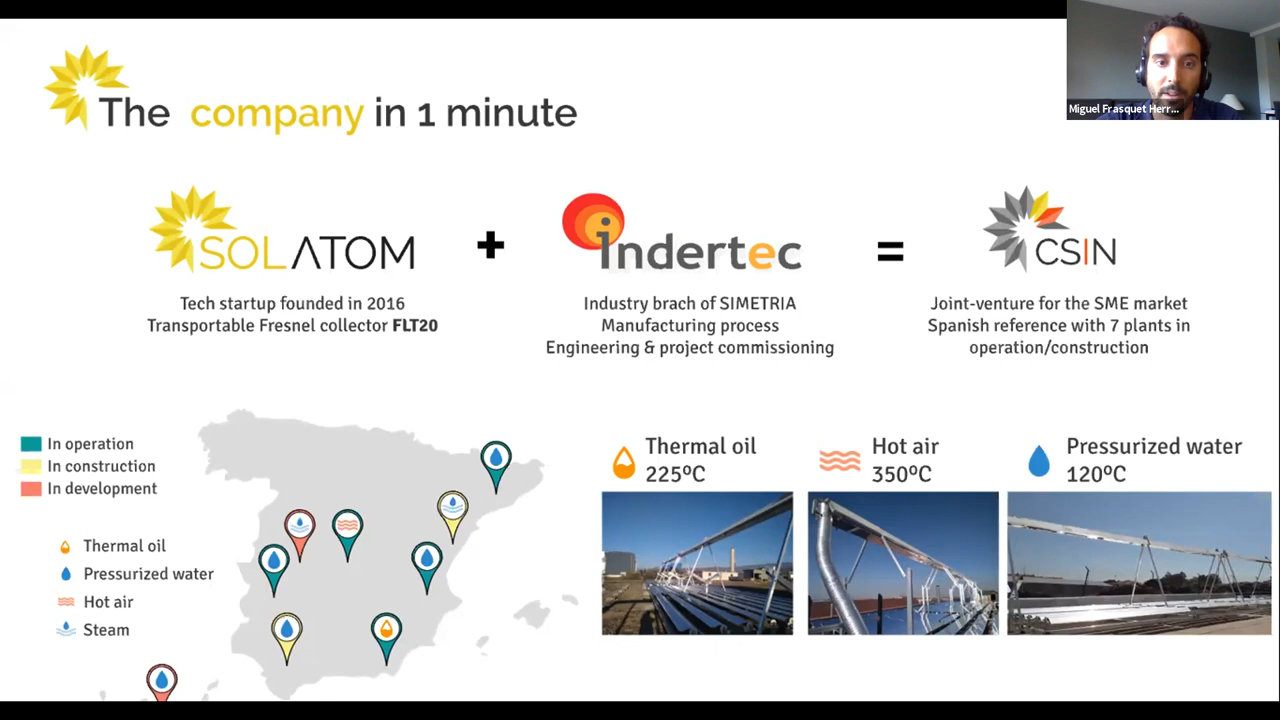 Miguel Frasquet Herr...
The company in 1 minute
SOLATOM
+
indertec
=
CSIN
Tech startup founded in 2016
Transportable Fresnel collector FLT20
Industry brach of SIMETRIA
Manufacturing process
Engineering & project commissioning
Joint-venture for the SME market
Spanish reference with 7 plants in
operation/construction
In operation
In construction
In development
Thermal oil
Pressurized water
Hot air
Steam
Thermal oil
225ºC
Hot air
350ºC
Pressurized water
120ºC